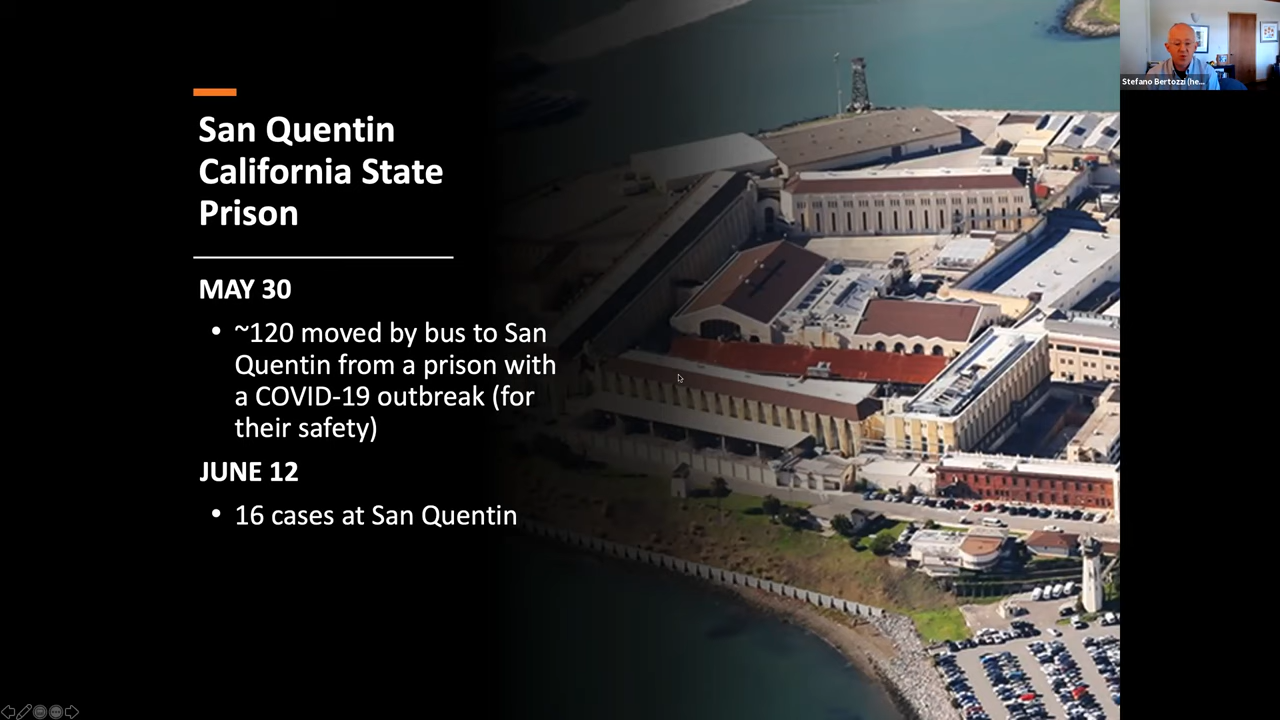 San Quentin
California State
Prison
MAY 30
• ~120 moved by bus to San
Quentin from a prison with
a COVID-19 outbreak (for
their safety)
JUNE 12
• 16 cases at San Quentin
Stefano Bertozzi (he...